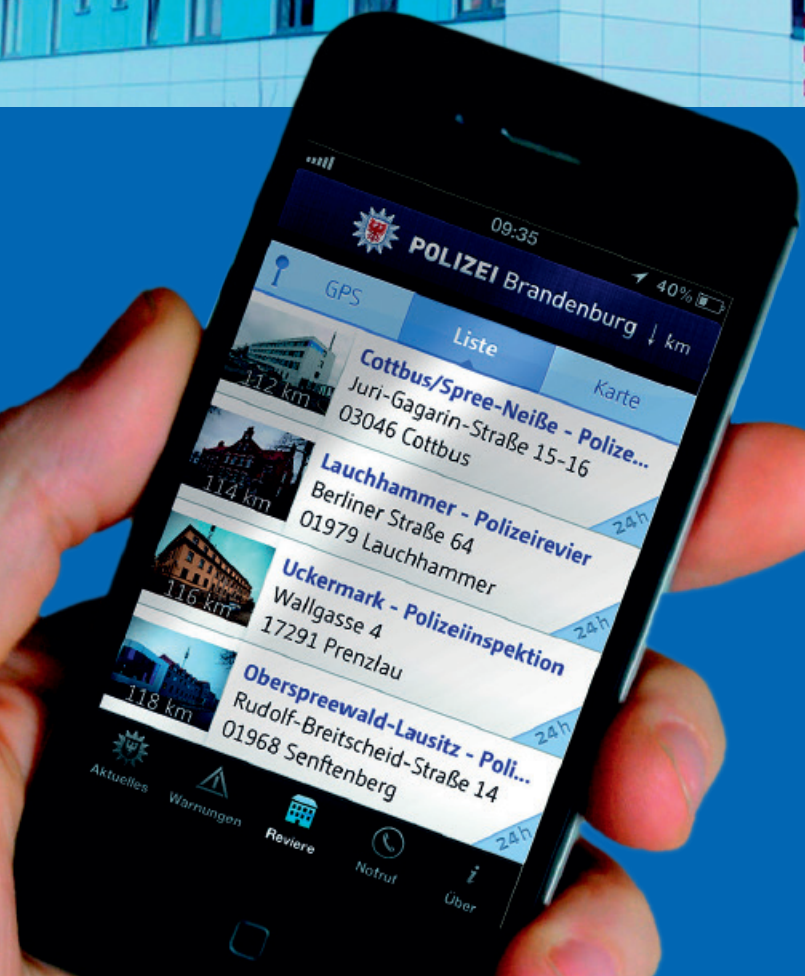 09:35
40%
POLIZEI Brandenburg ↓ km
GPS
Liste
Karte
112 km
Cottbus/Spree-Neiße - Polize...
Juri-Gagarin-Straße 15-16
03046 Cottbus
24h
114 km
Lauchhammer - Polizeirevier
Berliner Straße 64
01979 Lauchhammer
24h
116 km
Uckermark - Polizeiinspektion
Wallgasse 4
17291 Prenzlau
24h
118 km
Oberspreewald-Lausitz - Poli...
Rudolf-Breitscheid-Straße 14
01968 Senftenberg
24h
Aktuelles
Warnungen
Reviere
Notruf
Über